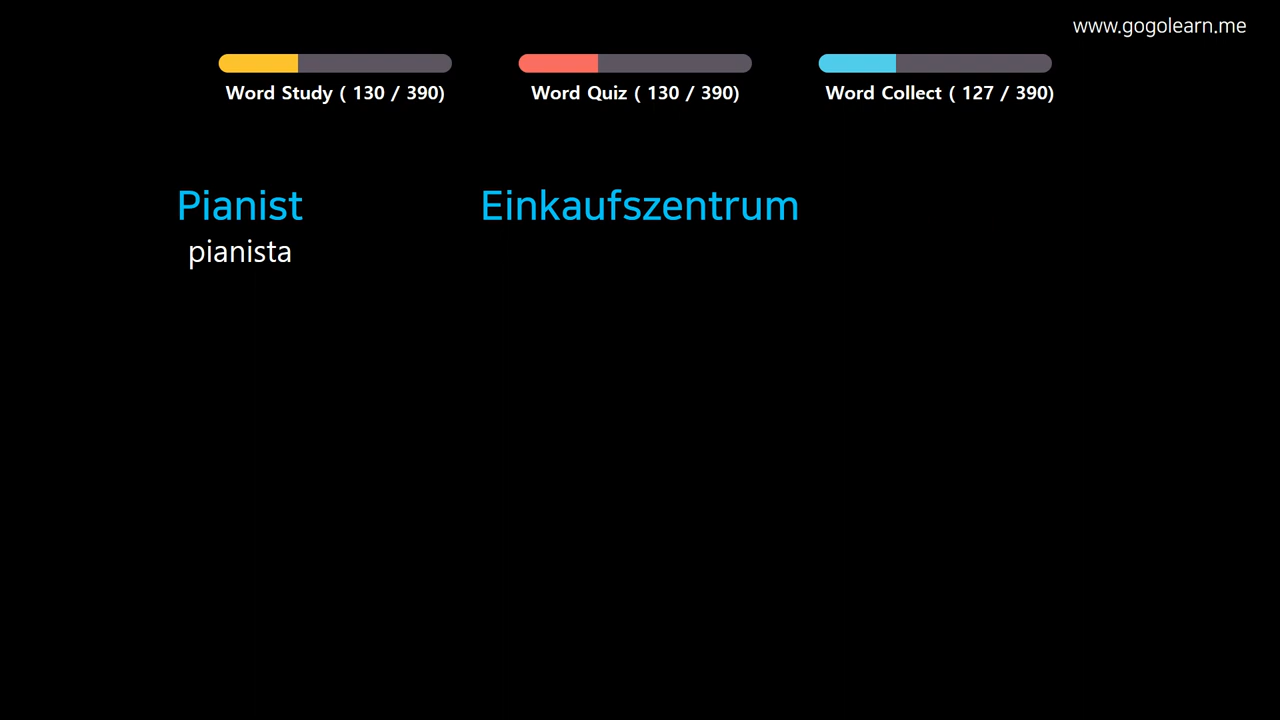 www.gogolearn.me
Word Study ( 130 / 390)
Word Quiz ( 130 / 390)
Word Collect ( 127 / 390)
Pianist
Einkaufszentrum
pianista